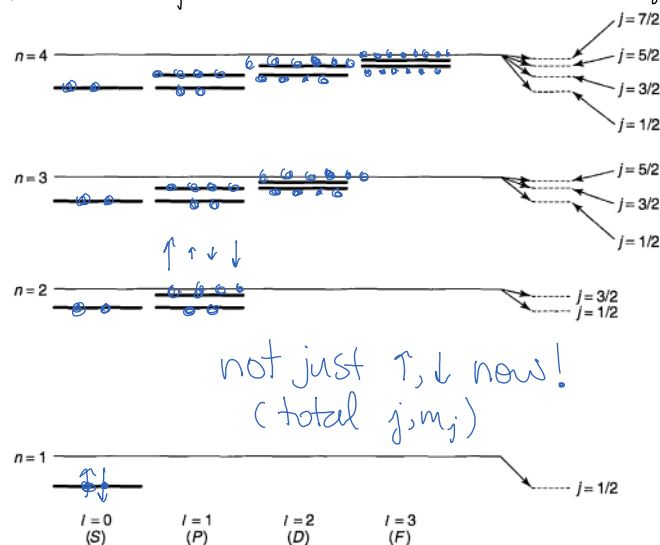 j = 7/2
n = 4
j = 5/2
j = 3/2
j = 1/2
n = 3
j = 5/2
j = 3/2
j = 1/2
↑ ↑ ↓ ↓
n = 2
j = 3/2
j = 1/2
not just ↑, ↓ now!
(total j, mj)
n = 1
↑↓
j = 1/2
l = 0 l = 1 l = 2 l = 3
(S) (P) (D) (F)